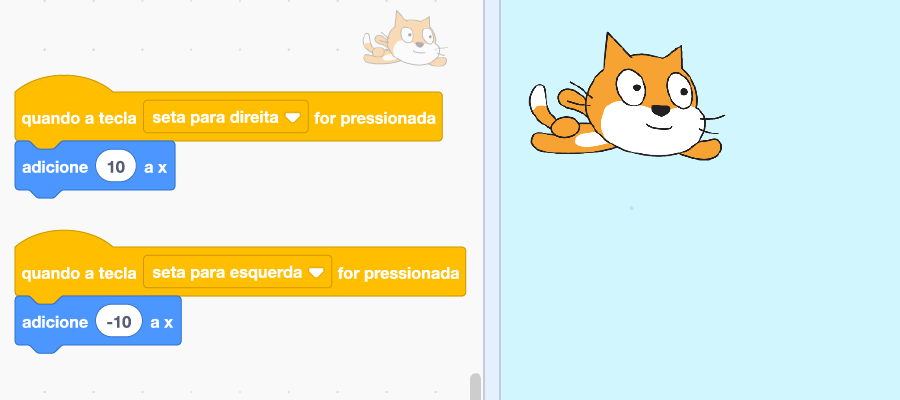 quando a tecla seta para direita for pressionada
adicione 10 a x
quando a tecla seta para esquerda for pressionada
adicione -10 a x